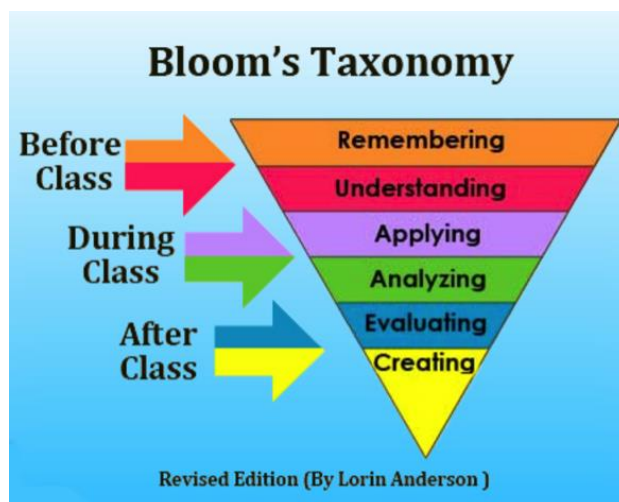 Bloom's Taxonomy
Before
Class
During
Class
After
Class
Remembering
Understanding
Applying
Analyzing
Evaluating
Creating
Revised Edition (By Lorin Anderson )